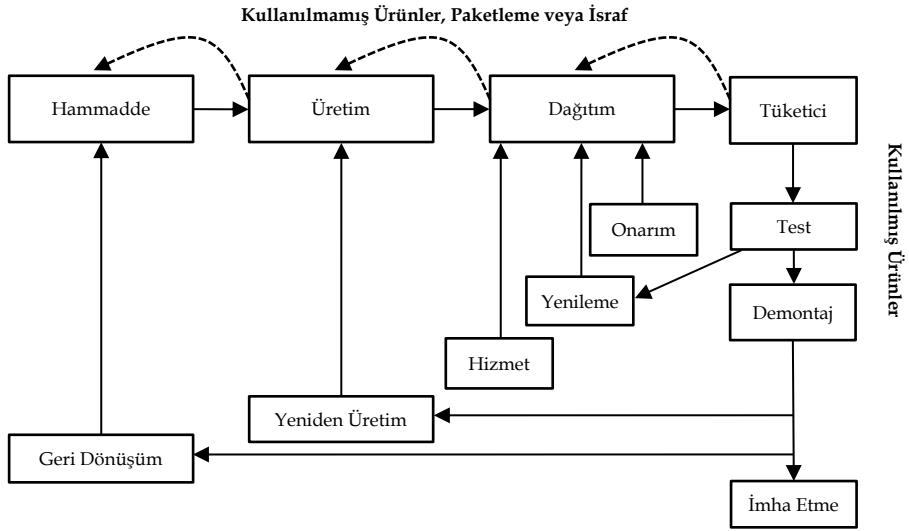 Kullanılmamış Ürünler, Paketleme veya İsraf
Hammadde
Üretim
Dağıtım
Tüketici
Kullanılmış Ürünler
Onarım
Test
Yenileme
Demontaj
Hizmet
Yeniden Üretim
Geri Dönüşüm
İmha Etme